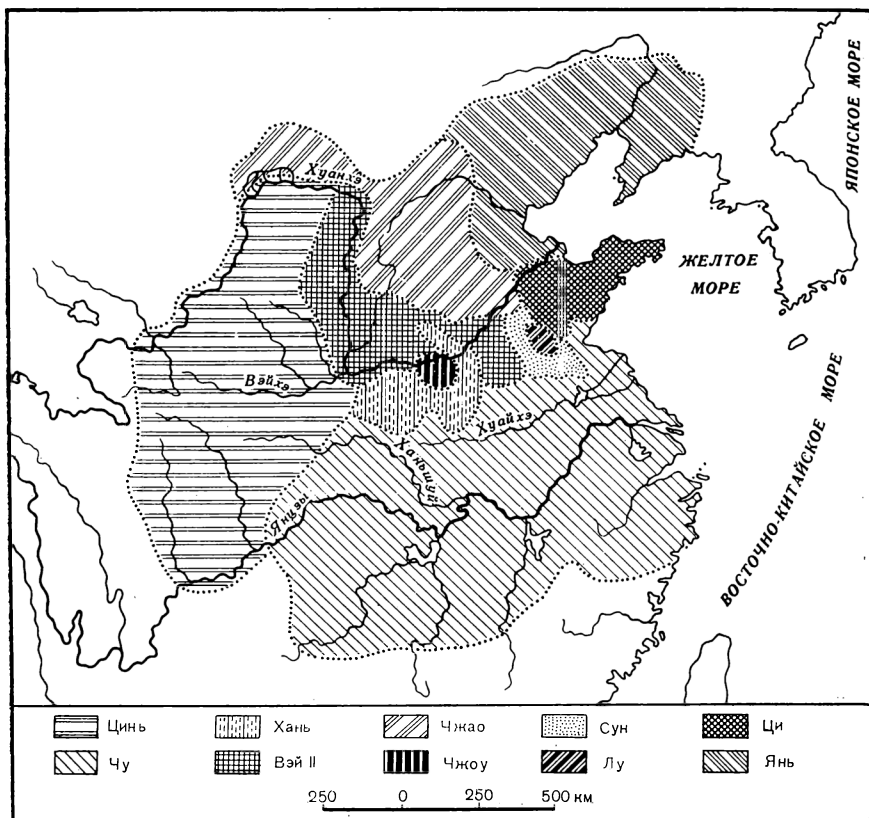 ЯПОНСКОЕ МОРЕ
Хуанхэ
ЖЕЛТОЕ
МОРЕ
Вэйхэ
Хуайхэ
Ханьшуй
Янцзы
ВОСТОЧНО-КИТАЙСКОЕ МОРЕ
Цинь
Хань
Чжао
Сун
Ци
Чу
Вэй II
Чжоу
Лу
Янь
250 0 250 500 км